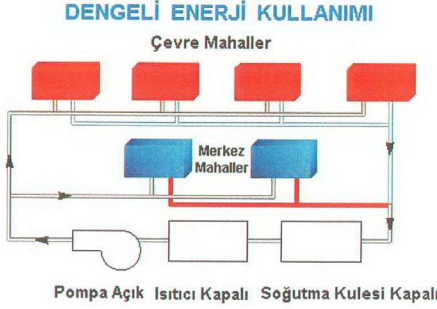 DENGELİ ENERJİ KULLANIMI
Çevre Mahaller
Merkez
Mahaller
Pompa Açık Isıtıcı Kapalı Soğutma Kulesi Kapalı